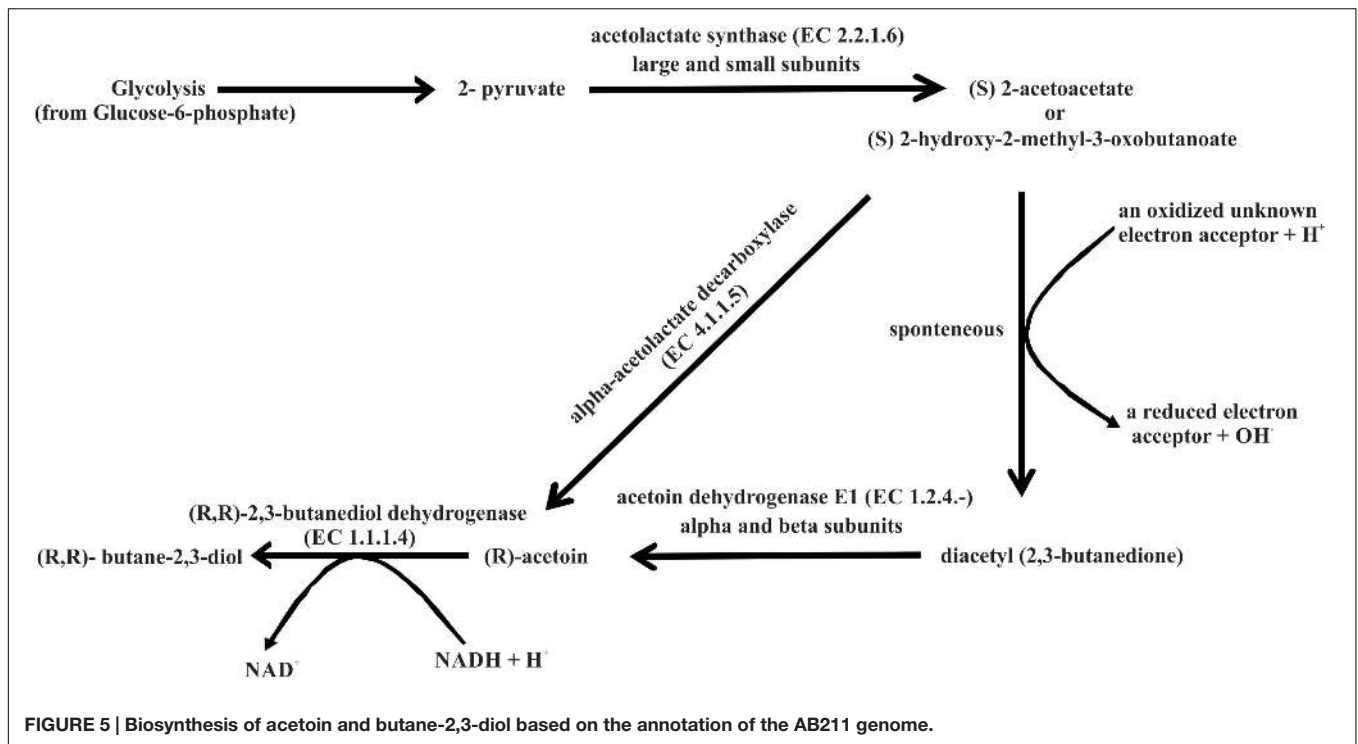 acetolactate synthase (EC 2.2.1.6)
large and small subunits
Glycolysis
(from Glucose-6-phosphate)
2- pyruvate
(S) 2-acetoacetate
or
(S) 2-hydroxy-2-methyl-3-oxobutanoate
alpha-acetolactate decarboxylase
(EC 4.1.1.5)
an oxidized unknown
electron acceptor + H⁺
sponteneous
a reduced electron
acceptor + OH⁻
acetoin dehydrogenase E1 (EC 1.2.4.-)
alpha and beta subunits
(R,R)-2,3-butanediol dehydrogenase
(EC 1.1.1.4)
(R,R)- butane-2,3-diol
(R)-acetoin
diacetyl (2,3-butanedione)
NAD⁺
NADH + H⁺
FIGURE 5 | Biosynthesis of acetoin and butane-2,3-diol based on the annotation of the AB211 genome.